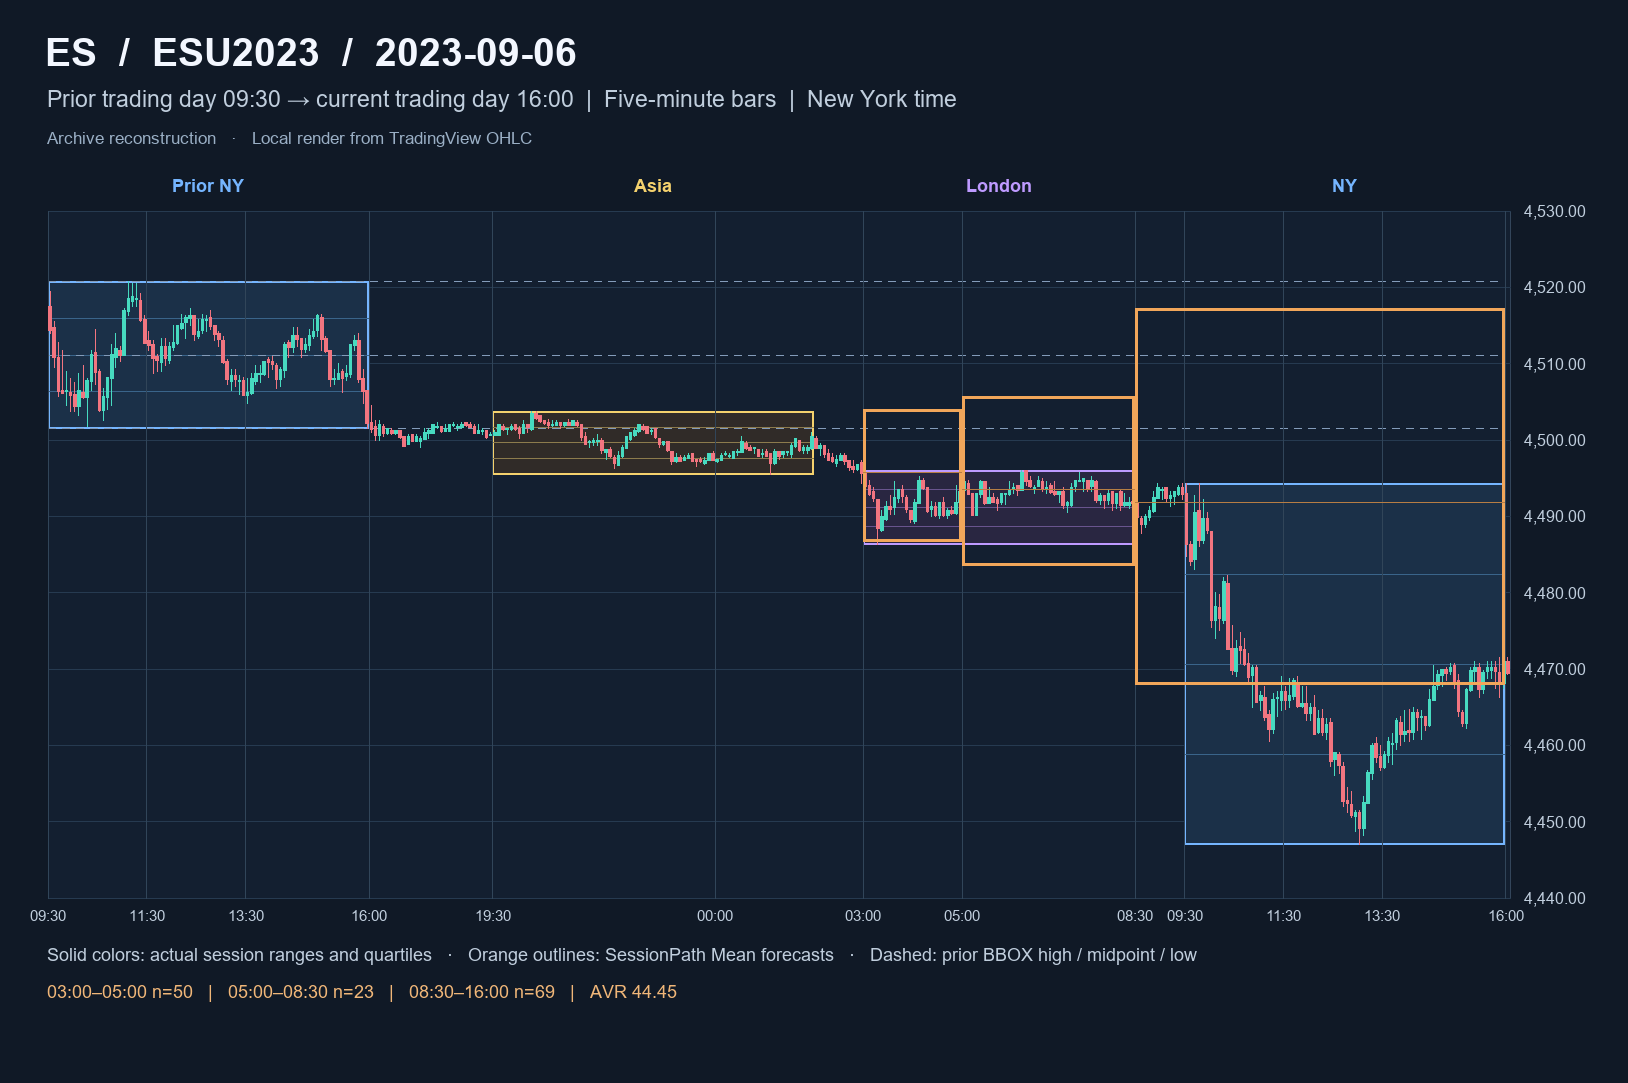 ES / ESU2023 / 2023-09-06
Prior trading day 09:30 → current trading day 16:00 | Five-minute bars | New York time
Archive reconstruction · Local render from TradingView OHLC
Prior NY Asia London NY
4,530.00
4,520.00
4,510.00
4,500.00
4,490.00
4,480.00
4,470.00
4,460.00
4,450.00
4,440.00
09:30 11:30 13:30 16:00 19:30 00:00 03:00 05:00 08:30 09:30 11:30 13:30 16:00
Solid colors: actual session ranges and quartiles · Orange outlines: SessionPath Mean forecasts · Dashed: prior BBOX high / midpoint / low
03:00–05:00 n=50 | 05:00–08:30 n=23 | 08:30–16:00 n=69 | AVR 44.45